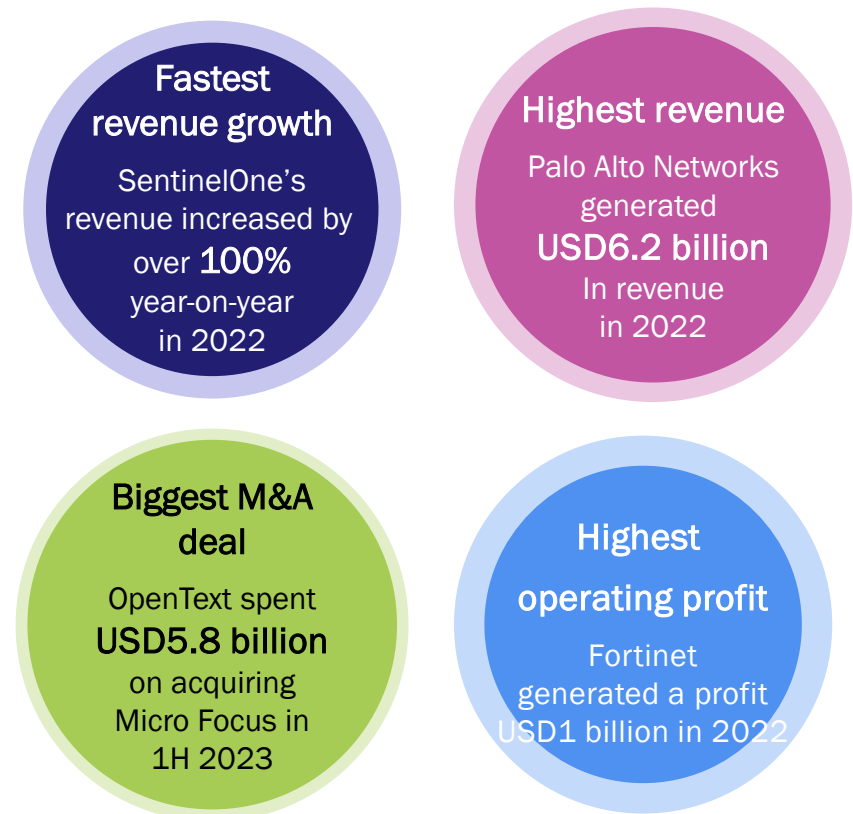 Fastest
revenue growth
SentinelOne's
revenue increased by
over 100%
year-on-year
in 2022
Highest revenue
Palo Alto Networks
generated
USD6.2 billion
In revenue
in 2022
Biggest M&A
deal
OpenText spent
USD5.8 billion
on acquiring
Micro Focus in
1H 2023
Highest
operating profit
Fortinet
generated a profit
USD1 billion in 2022